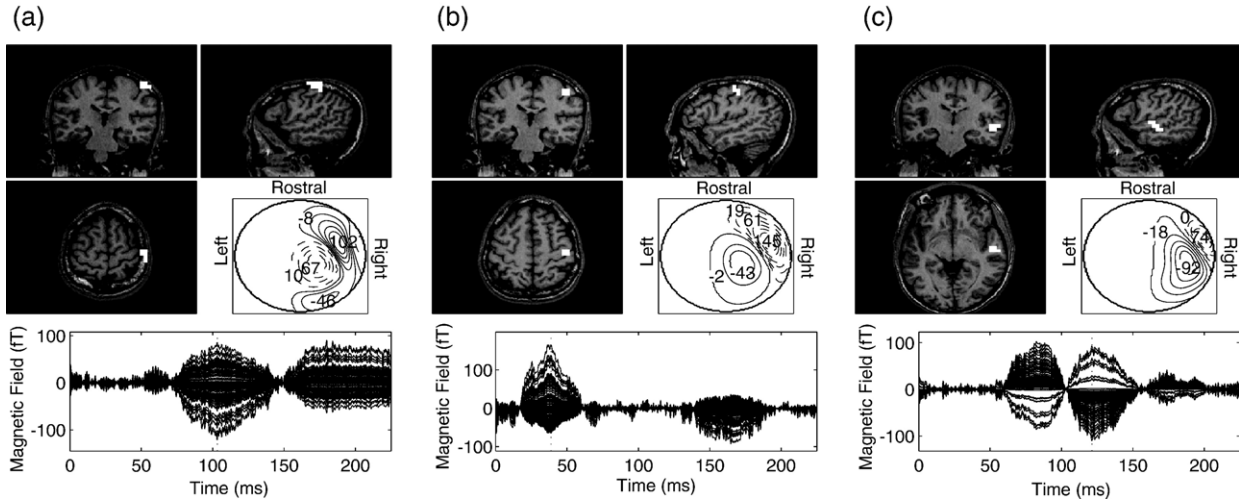 (a)
Rostral
Left
Right
-8
102
67
10
-46
Magnetic Field (fT)
100
0
-100
0 50 100 150 200
Time (ms)
(b)
Rostral
Left
Right
19
61
145
-2
-43
Magnetic Field (fT)
100
0
-100
0 50 100 150 200
Time (ms)
(c)
Rostral
Left
Right
0
-18
74
-92
Magnetic Field (fT)
100
0
-100
0 50 100 150 200
Time (ms)